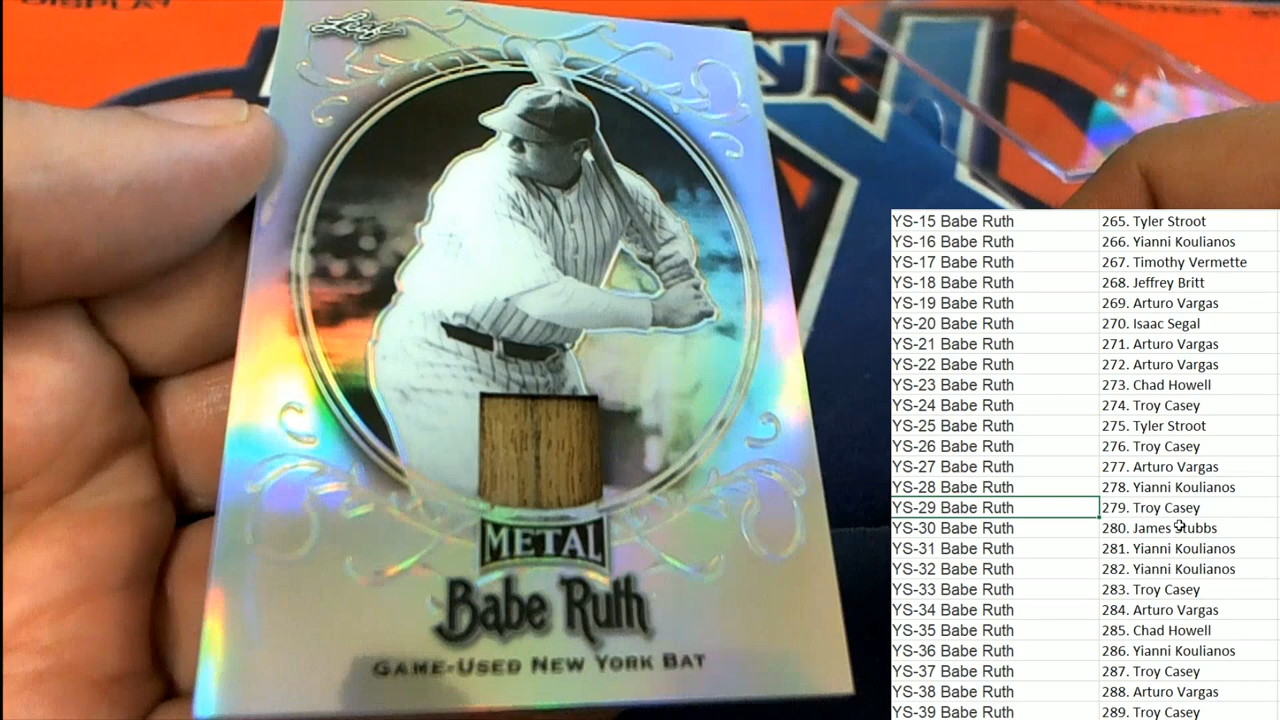 Leaf
METAL
Babe Ruth
GAME-USED NEW YORK BAT
YS-15 Babe Ruth 265. Tyler Stroot
YS-16 Babe Ruth 266. Yianni Koulianos
YS-17 Babe Ruth 267. Timothy Vermette
YS-18 Babe Ruth 268. Jeffrey Britt
YS-19 Babe Ruth 269. Arturo Vargas
YS-20 Babe Ruth 270. Isaac Segal
YS-21 Babe Ruth 271. Arturo Vargas
YS-22 Babe Ruth 272. Arturo Vargas
YS-23 Babe Ruth 273. Chad Howell
YS-24 Babe Ruth 274. Troy Casey
YS-25 Babe Ruth 275. Tyler Stroot
YS-26 Babe Ruth 276. Troy Casey
YS-27 Babe Ruth 277. Arturo Vargas
YS-28 Babe Ruth 278. Yianni Koulianos
YS-29 Babe Ruth 279. Troy Casey
YS-30 Babe Ruth 280. James Stubbs
YS-31 Babe Ruth 281. Yianni Koulianos
YS-32 Babe Ruth 282. Yianni Koulianos
YS-33 Babe Ruth 283. Troy Casey
YS-34 Babe Ruth 284. Arturo Vargas
YS-35 Babe Ruth 285. Chad Howell
YS-36 Babe Ruth 286. Yianni Koulianos
YS-37 Babe Ruth 287. Troy Casey
YS-38 Babe Ruth 288. Arturo Vargas
YS-39 Babe Ruth 289. Troy Casey